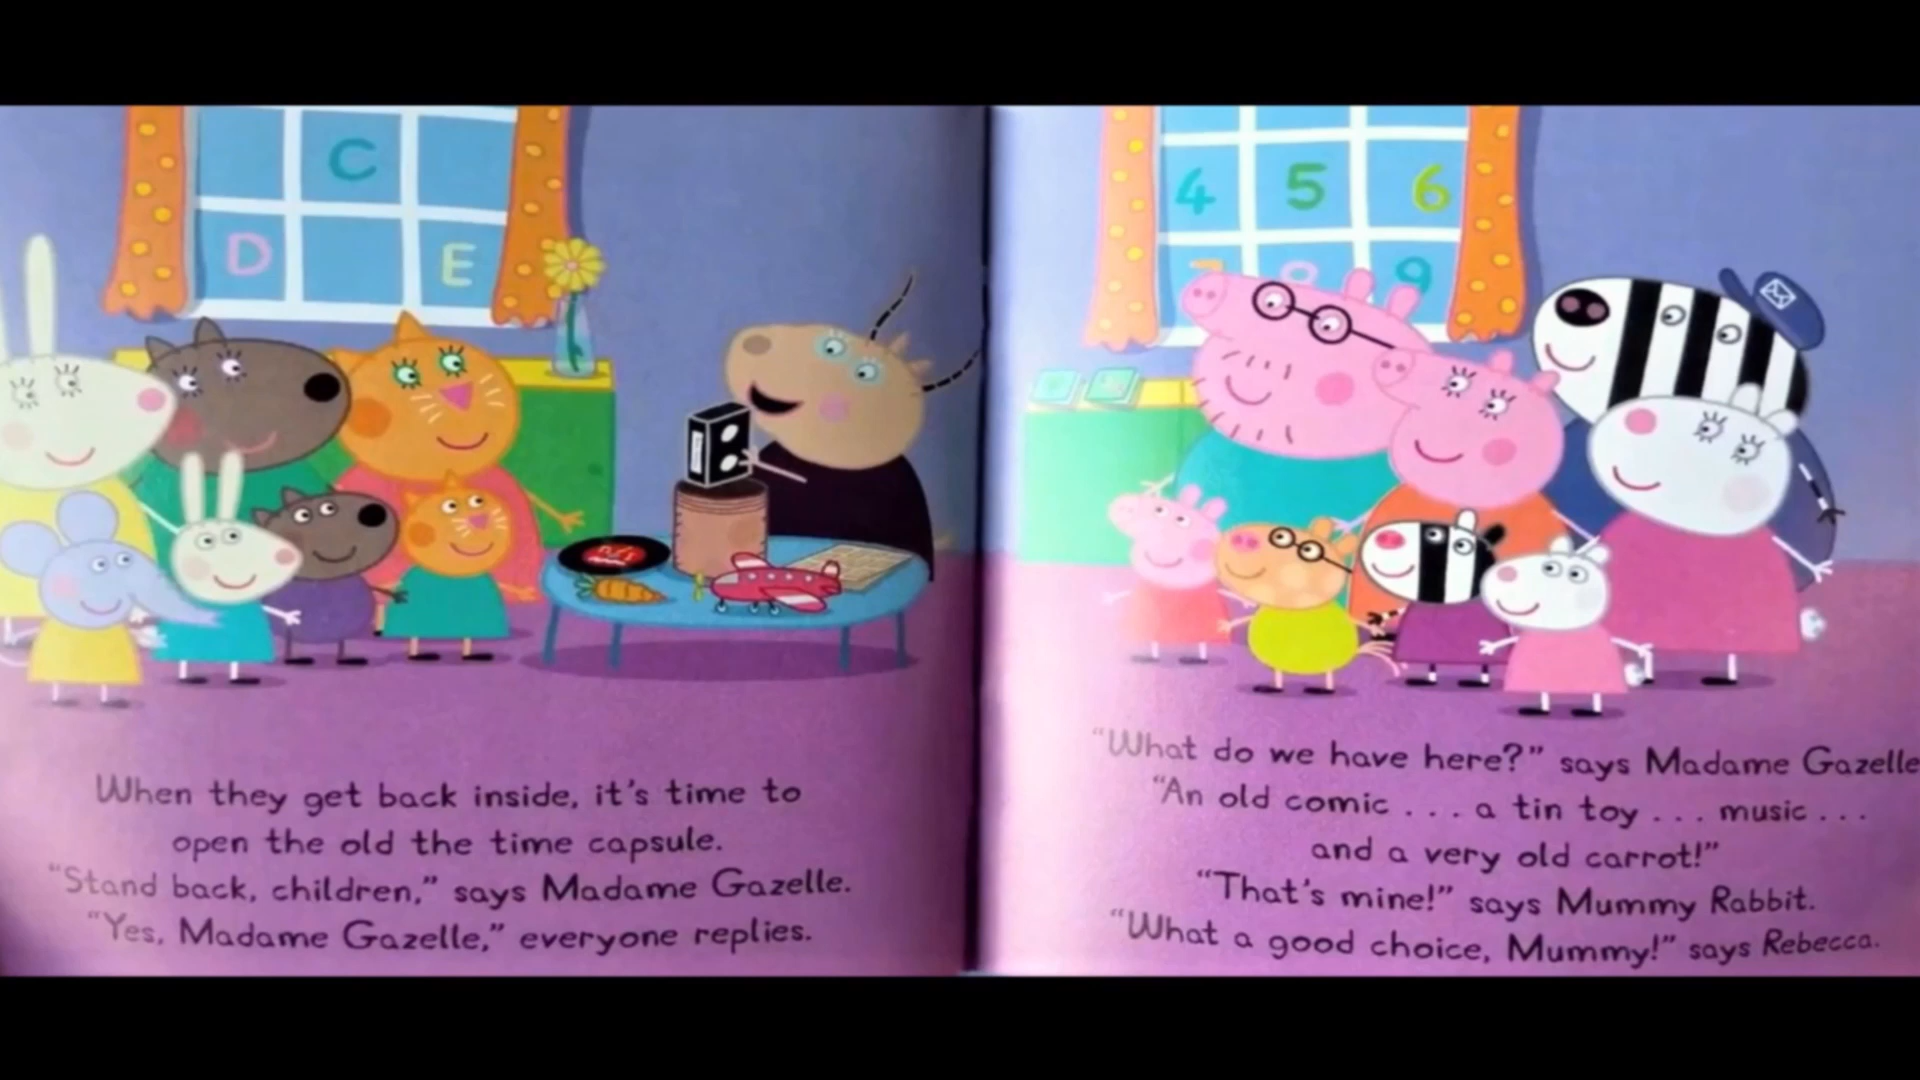 C
D E
When they get back inside, it's time to
open the old the time capsule.
“Stand back, children,” says Madame Gazelle.
“Yes, Madame Gazelle,” everyone replies.
4 5 6
9
“What do we have here?” says Madame Gazelle
“An old comic . . . a tin toy . . . music . . .
and a very old carrot!”
“That's mine!” says Mummy Rabbit.
“What a good choice, Mummy!” says Rebecca.